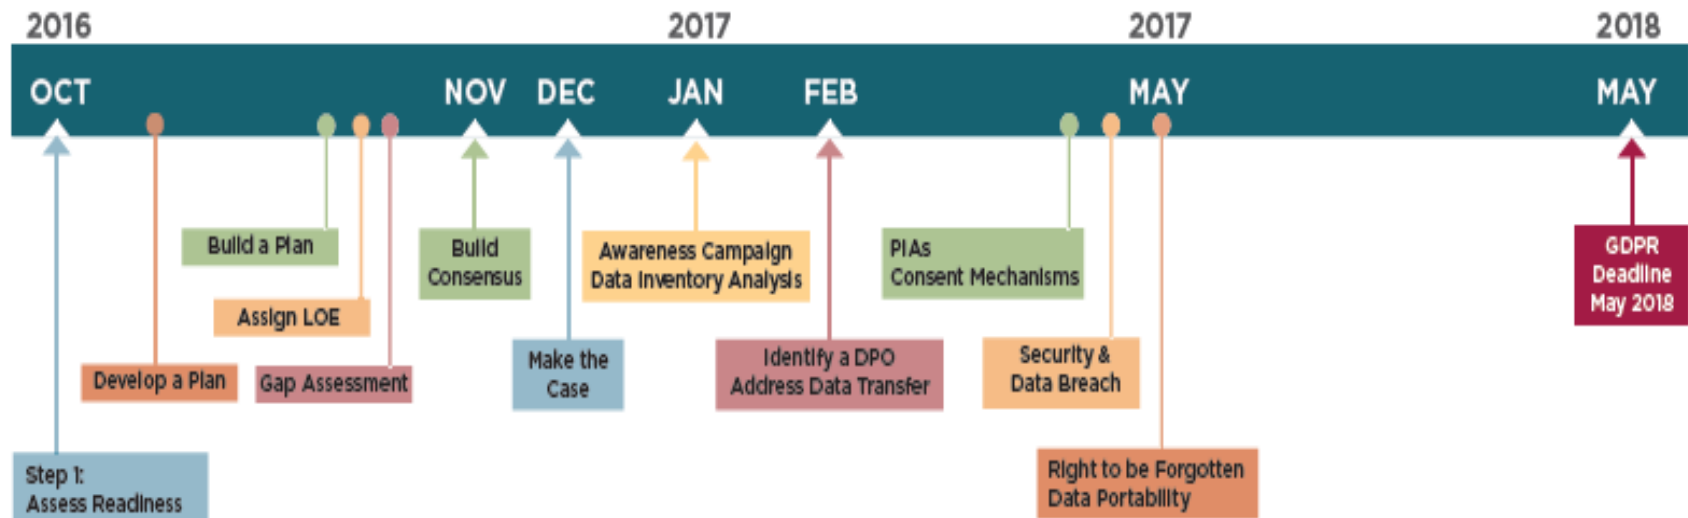 2016 2017 2017 2018
OCT NOV DEC JAN FEB MAY MAY
Build a Plan
Build
Consensus
Awareness Campaign
Data Inventory Analysis
PIAs
Consent Mechanisms
GDPR
Deadline
May 2018
Assign LOE
Develop a Plan
Gap Assessment
Make the
Case
Identify a DPO
Address Data Transfer
Security &
Data Breach
Step 1:
Assess Readiness
Right to be Forgotten
Data Portability